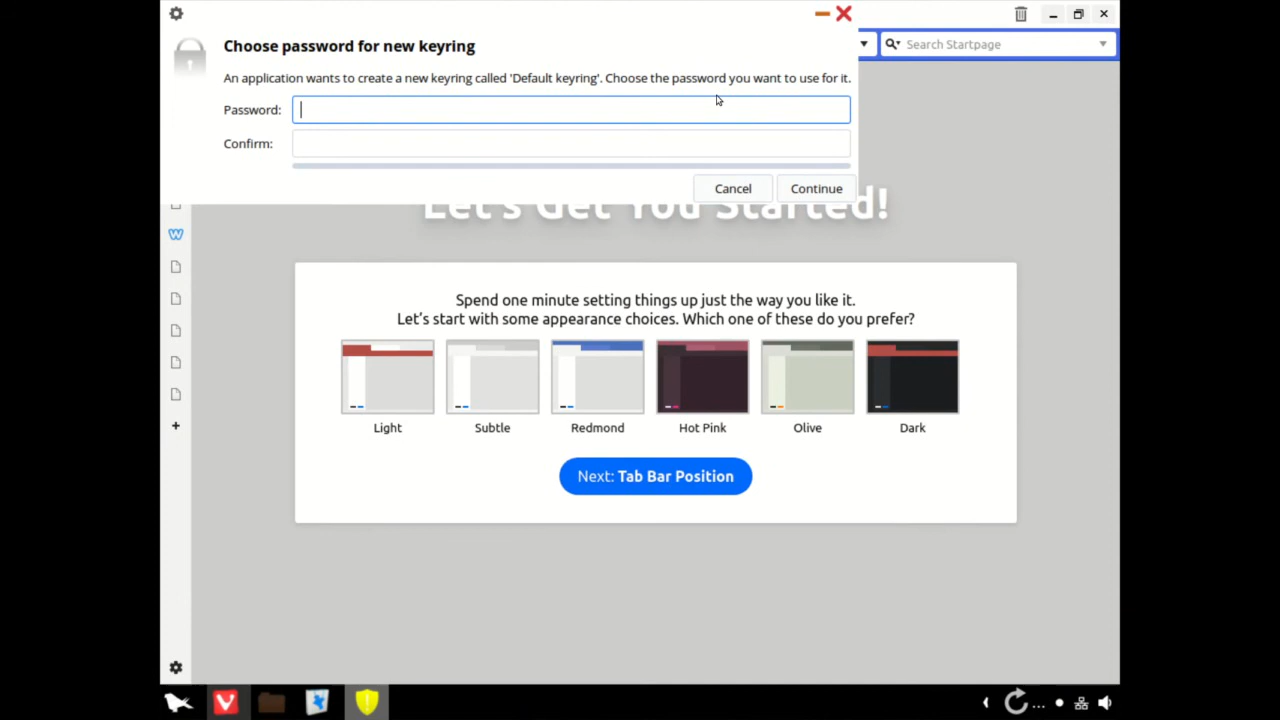 Choose password for new keyring
An application wants to create a new keyring called 'Default keyring'. Choose the password you want to use for it.
Password:
Confirm:
Cancel
Continue
Search Startpage
Let's Get You Started!
Spend one minute setting things up just the way you like it.
Let's start with some appearance choices. Which one of these do you prefer?
Light
Subtle
Redmond
Hot Pink
Olive
Dark
Next: Tab Bar Position
...